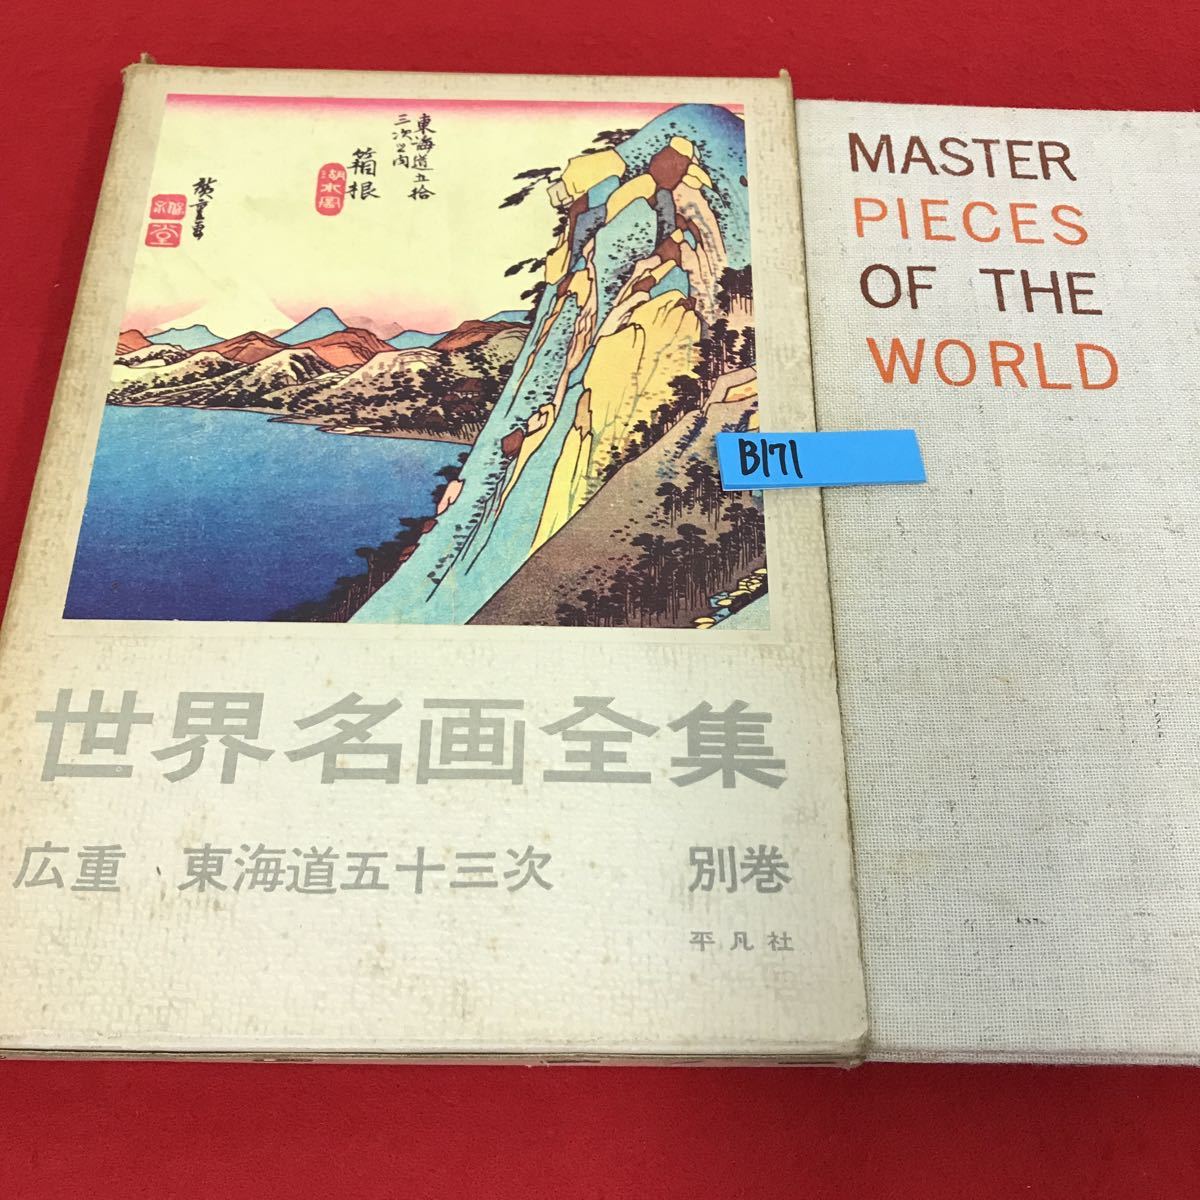 東海道五拾
三次之内
箱根
湖水図
廣重画
世界名画全集
広重 東海道五十三次 別巻
平凡社
MASTER
PIECES
OF THE
WORLD
B171